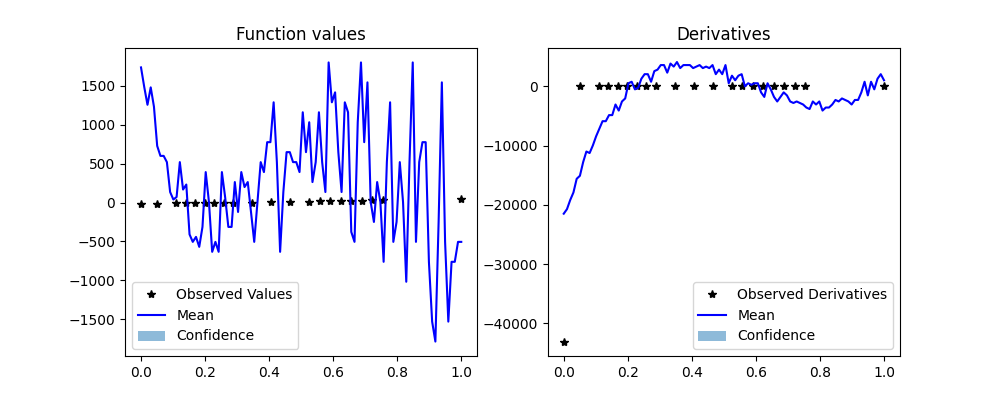 Function values
1500
1000
500
0
−500
−1000
−1500
0.0 0.2 0.4 0.6 0.8 1.0
Observed Values
Mean
Confidence
Derivatives
0
−10000
−20000
−30000
−40000
0.0 0.2 0.4 0.6 0.8 1.0
Observed Derivatives
Mean
Confidence